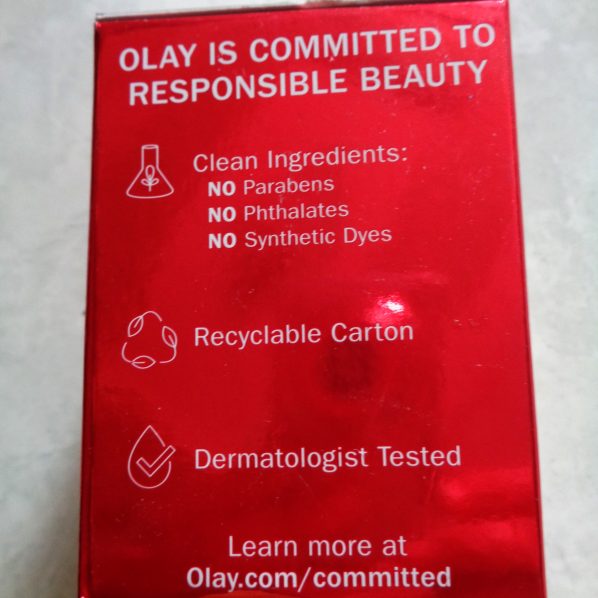 OLAY IS COMMITTED TO
RESPONSIBLE BEAUTY
Clean Ingredients:
NO Parabens
NO Phthalates
NO Synthetic Dyes
Recyclable Carton
Dermatologist Tested
Learn more at
Olay.com/committed